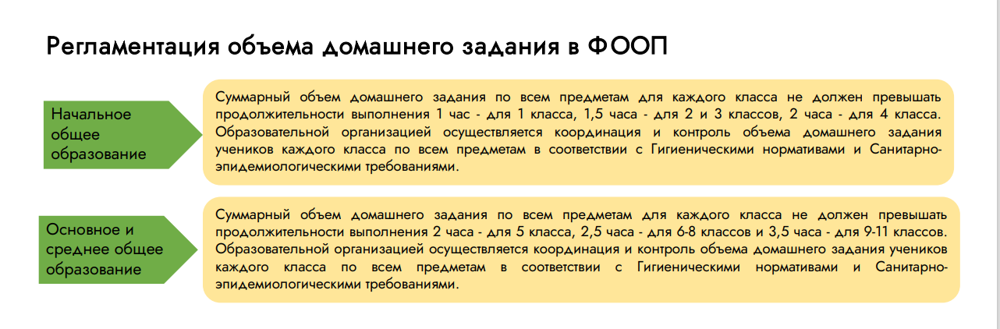 Регламентация объема домашнего задания в ФООП
Начальное
общее
образование
Суммарный объем домашнего задания по всем предметам для каждого класса не должен превышать
продолжительности выполнения 1 час - для 1 класса, 1,5 часа - для 2 и 3 классов, 2 часа - для 4 класса.
Образовательной организацией осуществляется координация и контроль объема домашнего задания
учеников каждого класса по всем предметам в соответствии с Гигиеническими нормативами и Санитарно-
эпидемиологическими требованиями.
Основное и
среднее общее
образование
Суммарный объем домашнего задания по всем предметам для каждого класса не должен превышать
продолжительности выполнения 2 часа - для 5 класса, 2,5 часа - для 6-8 классов и 3,5 часа - для 9-11 классов.
Образовательной организацией осуществляется координация и контроль объема домашнего задания учеников
каждого класса по всем предметам в соответствии с Гигиеническими нормативами и Санитарно-
эпидемиологическими требованиями.